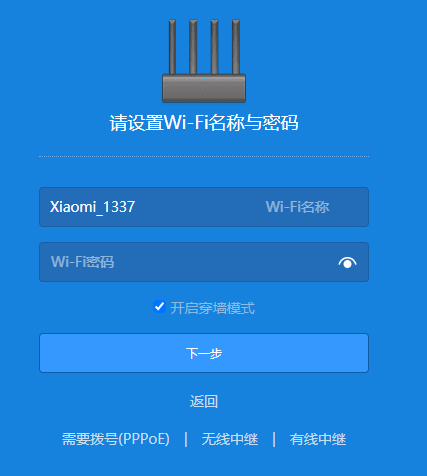 请设置Wi-Fi名称与密码
Xiaomi_1337 Wi-Fi名称
Wi-Fi密码
开启穿墙模式
下一步
返回
需要拨号(PPPoE) | 无线中继 | 有线中继